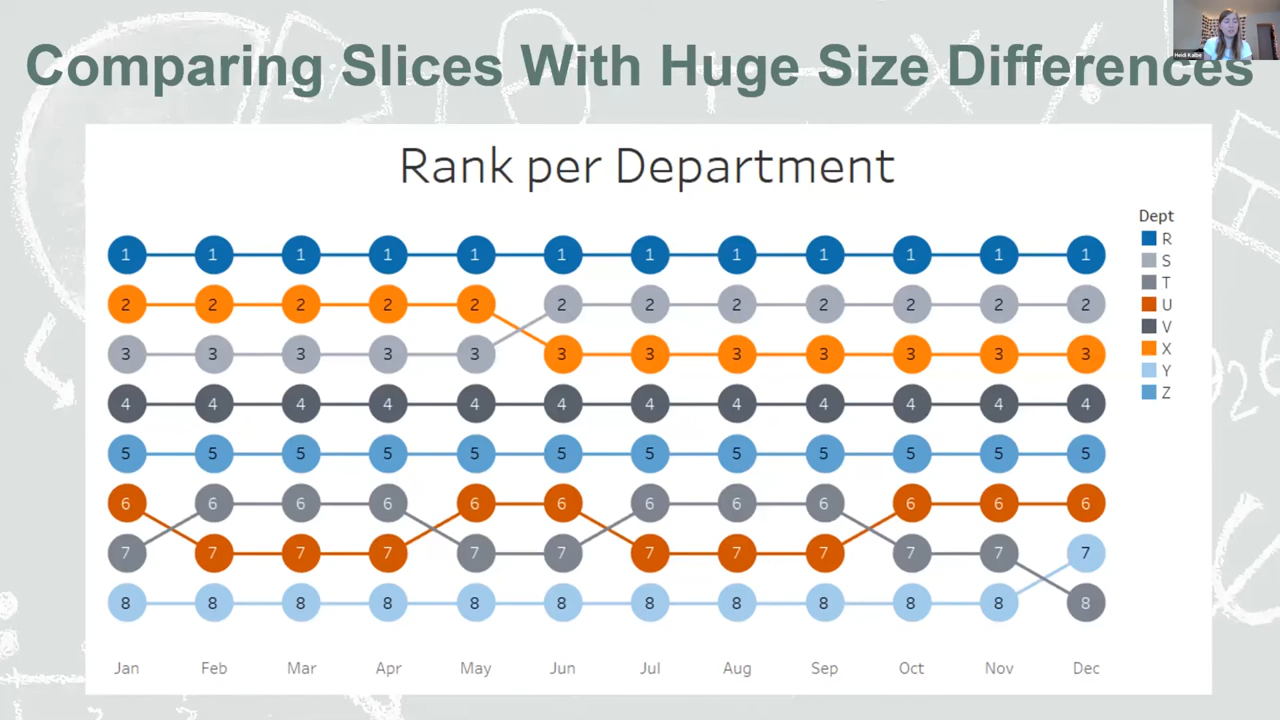 Comparing Slices With Huge Size Differences
Heidi Kalbe
Rank per Department
Dept
R
S
T
U
V
X
Y
Z
1 1 1 1 1 1 1 1 1 1 1 1
2 2 2 2 2 2 2 2 2 2 2 2
3 3 3 3 3 3 3 3 3 3 3 3
4 4 4 4 4 4 4 4 4 4 4 4
5 5 5 5 5 5 5 5 5 5 5 5
6 6 6 6 6 6 6 6 6 6 6 6
7 7 7 7 7 7 7 7 7 7 7 7
8 8 8 8 8 8 8 8 8 8 8 8
Jan Feb Mar Apr May Jun Jul Aug Sep Oct Nov Dec